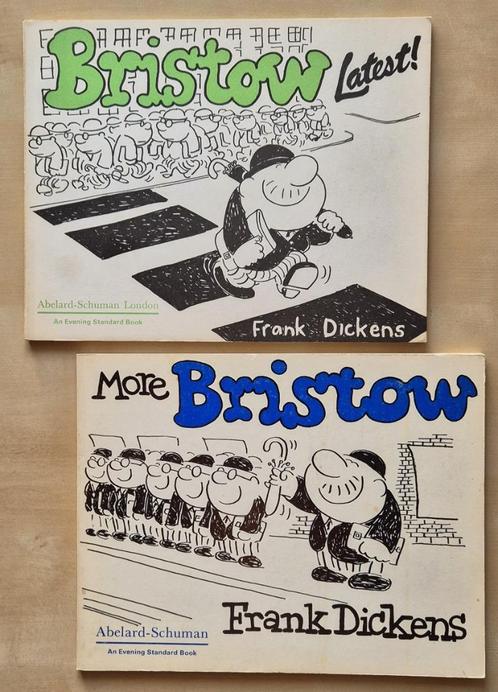 Bristow Latest!
Abelard-Schuman London
An Evening Standard Book
Frank Dickens
More Bristow
Abelard-Schuman
An Evening Standard Book
Frank Dickens